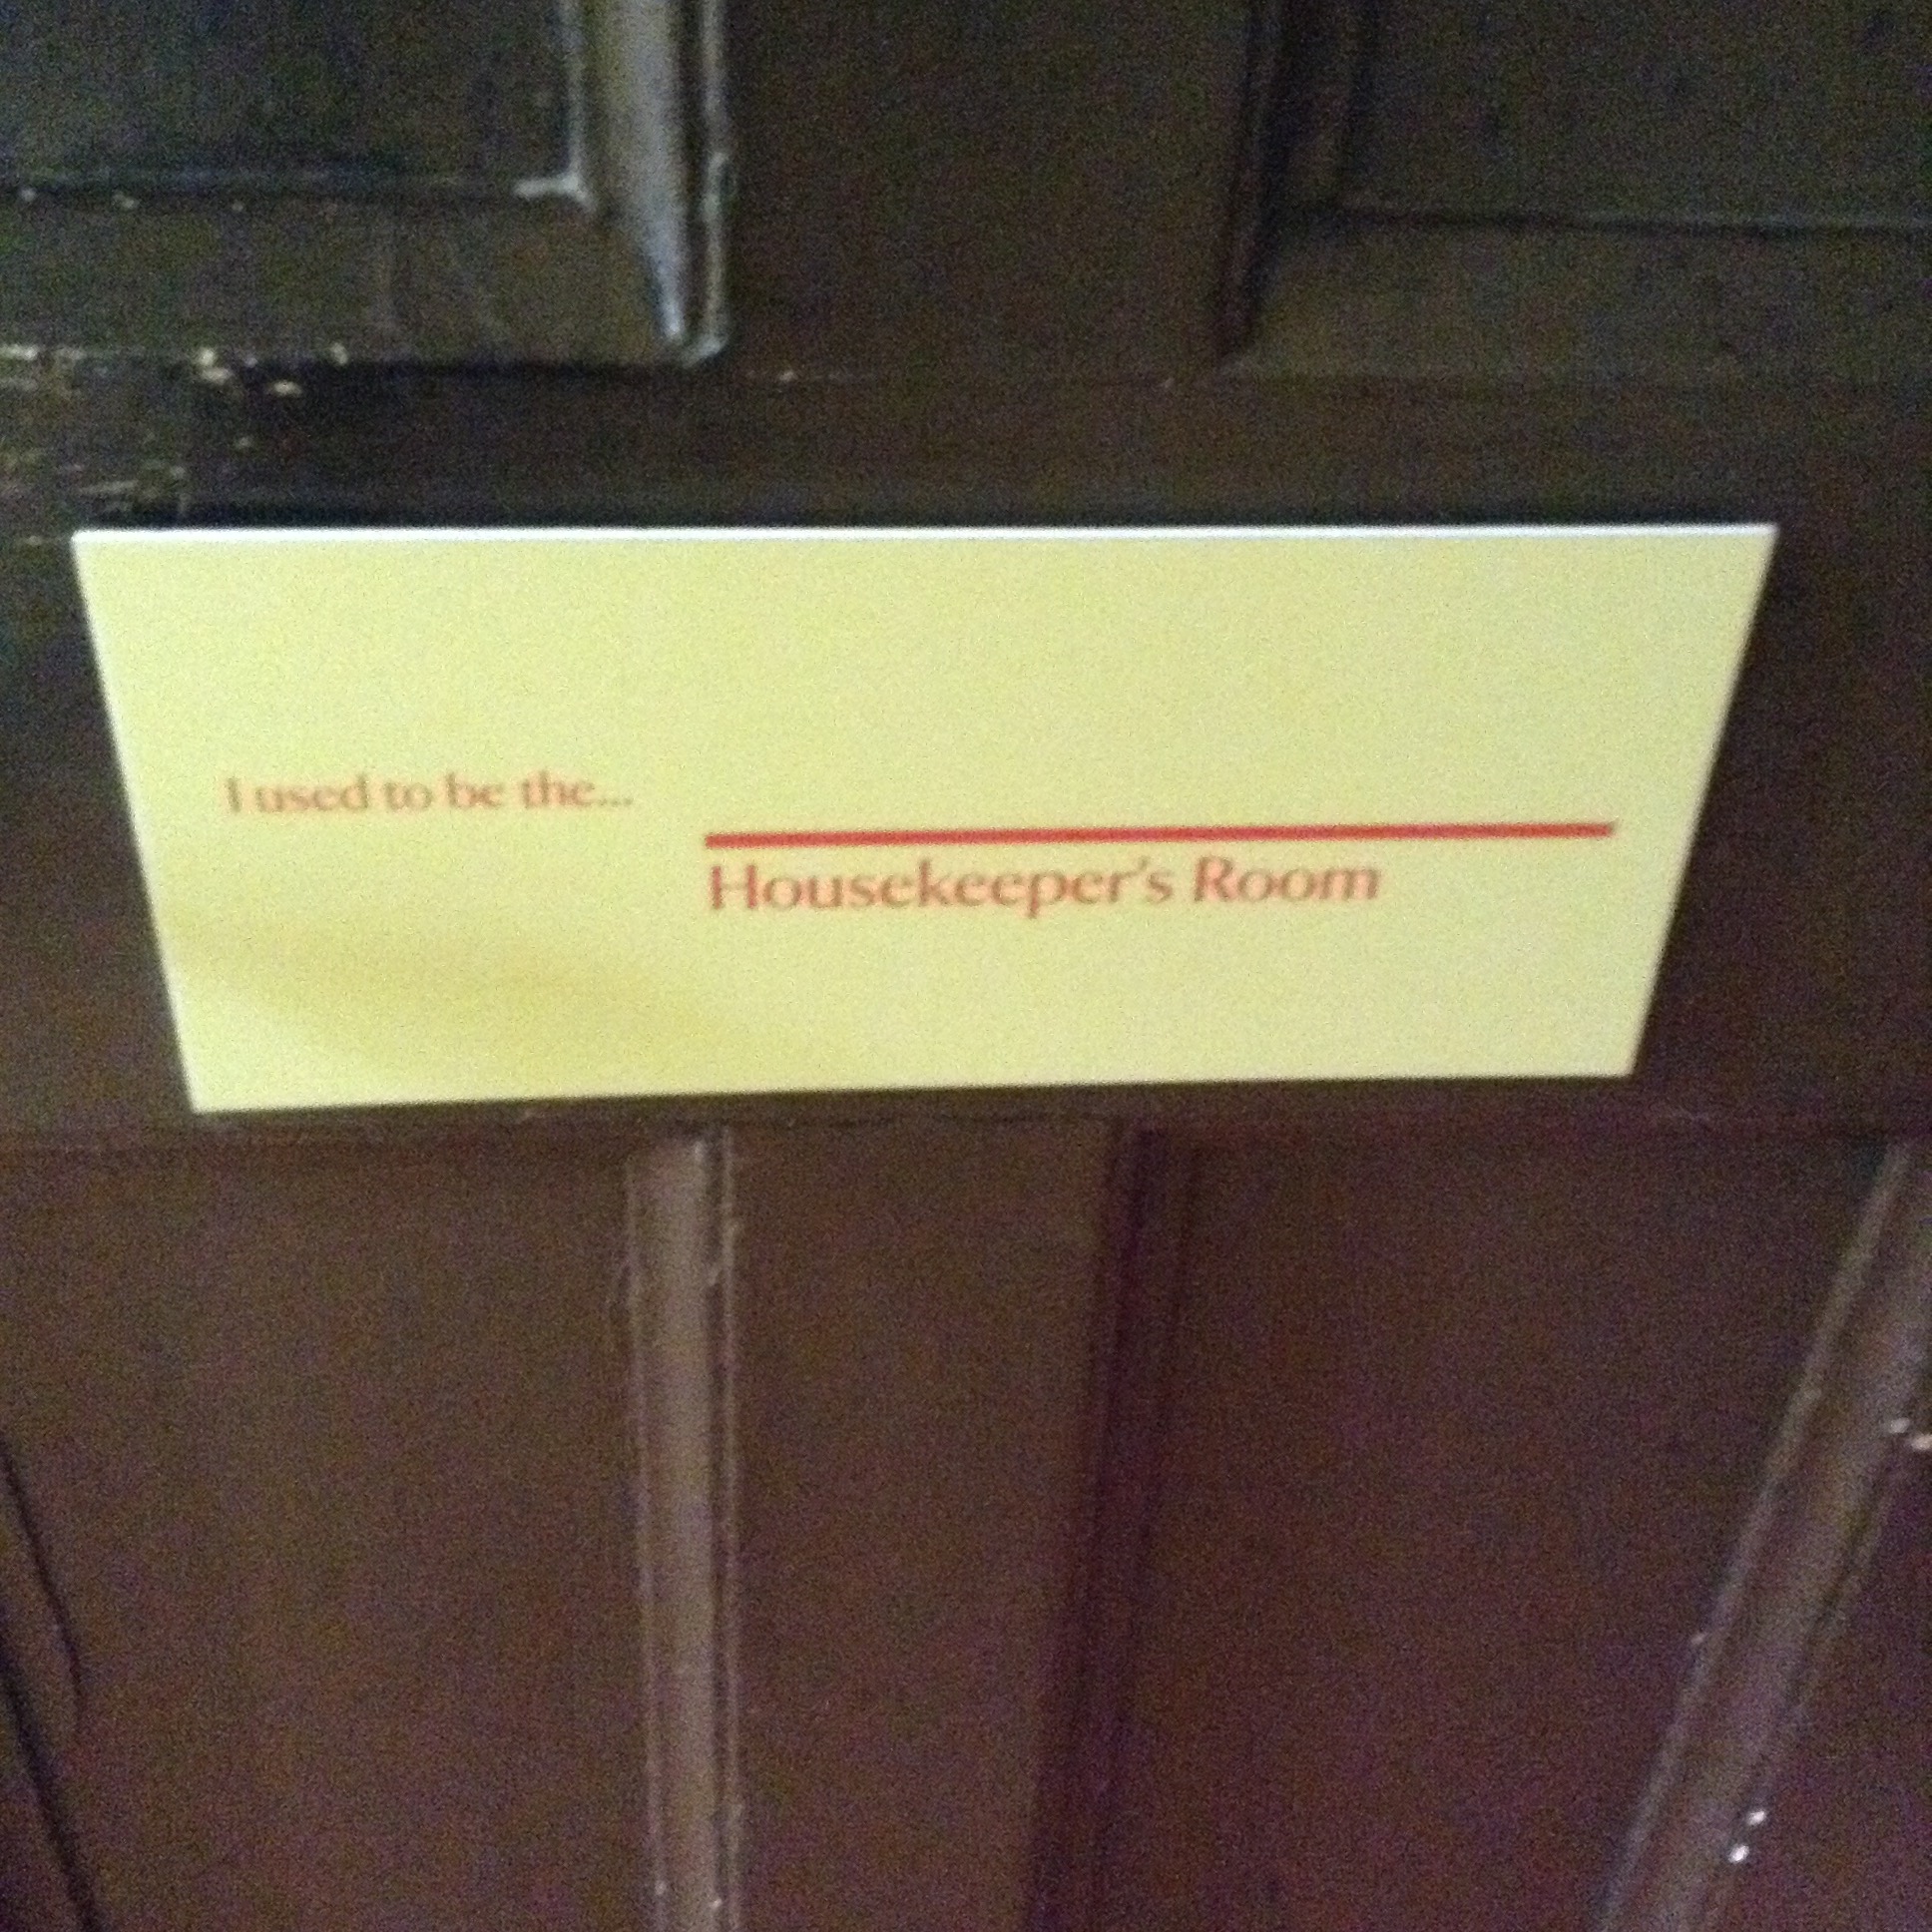 I used to be the...
Housekeeper's Room